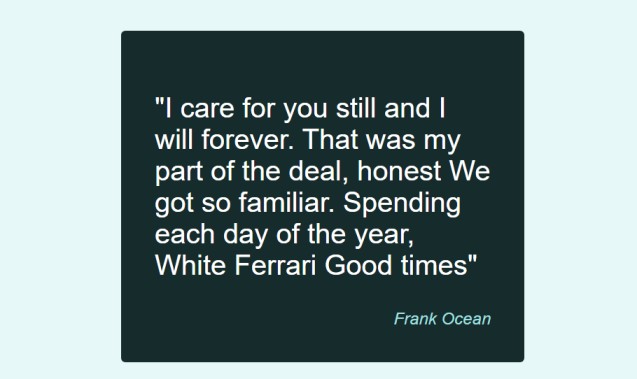 "I care for you still and I
will forever. That was my
part of the deal, honest We
got so familiar. Spending
each day of the year,
White Ferrari Good times"
Frank Ocean